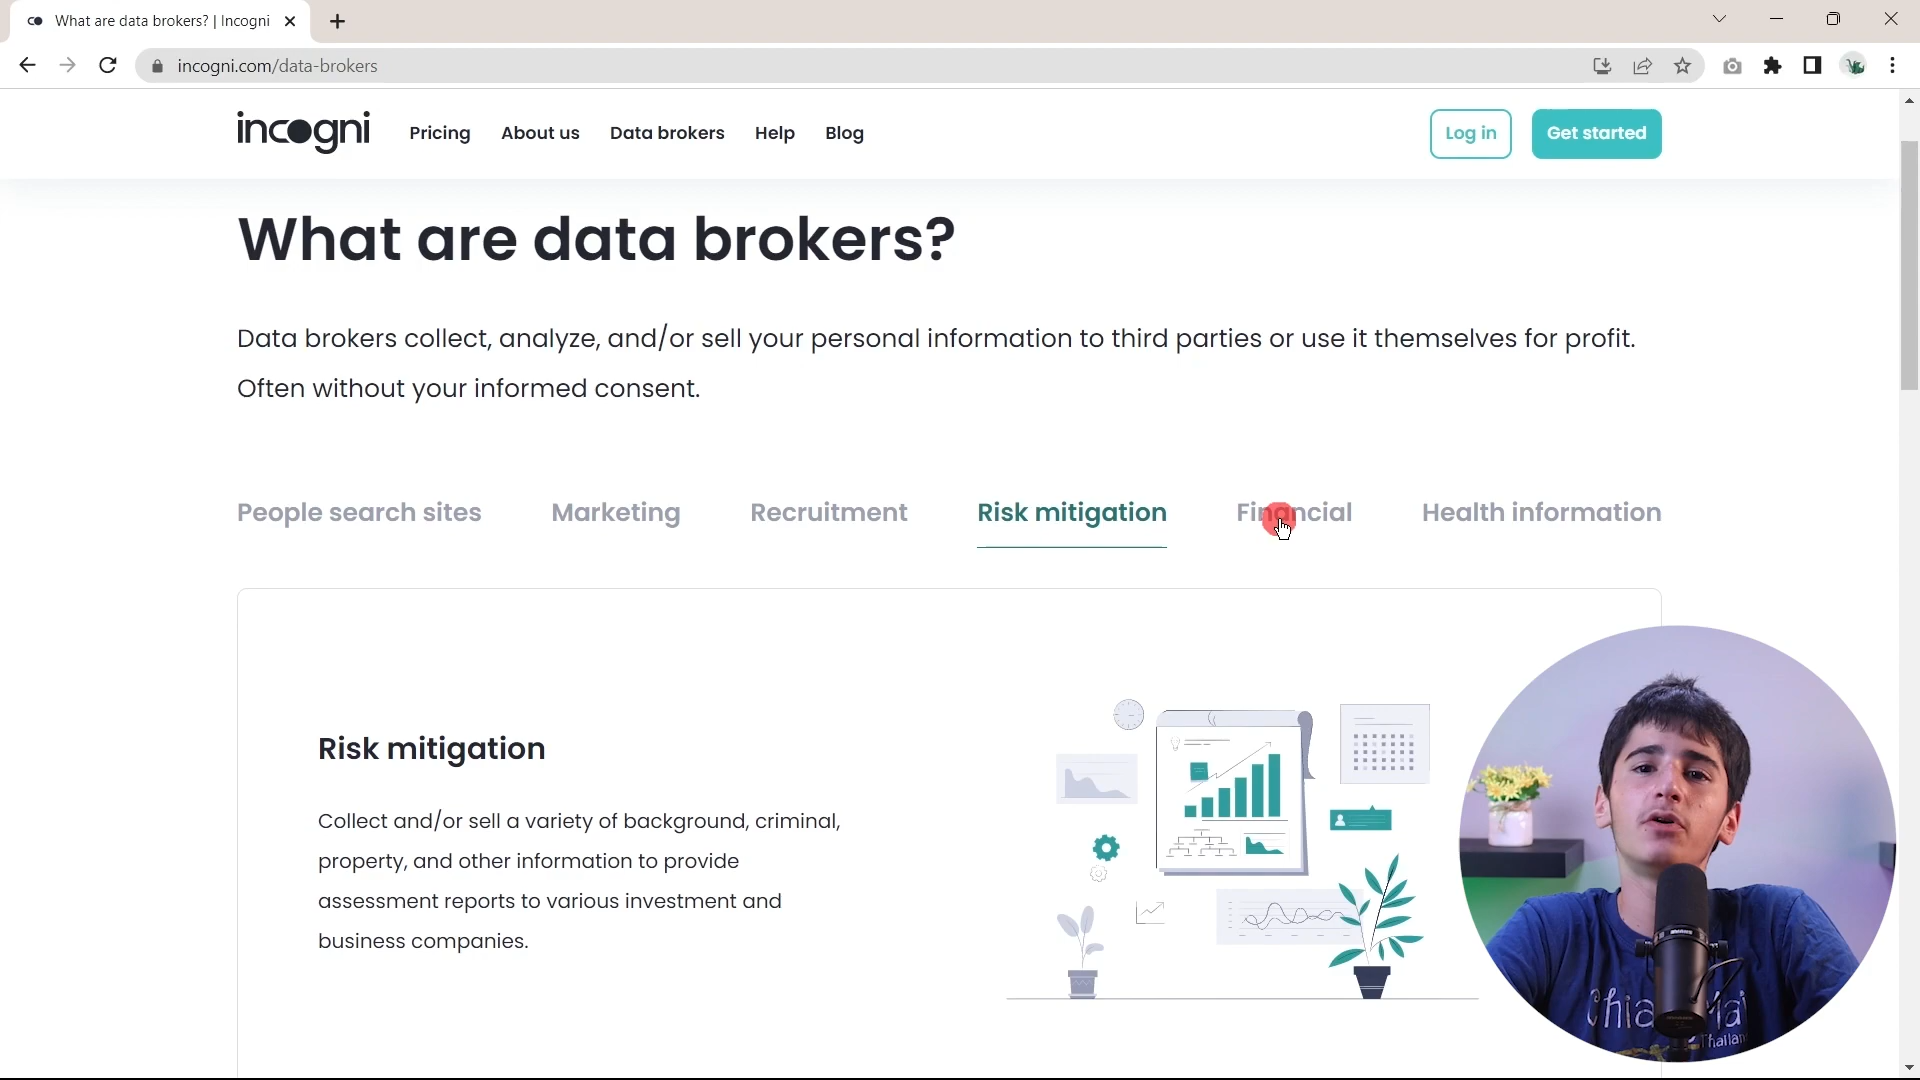 What are data brokers? | Incogni
incogni.com/data-brokers
incogni
Pricing
About us
Data brokers
Help
Blog
Log in
Get started
What are data brokers?
Data brokers collect, analyze, and/or sell your personal information to third parties or use it themselves for profit.
Often without your informed consent.
People search sites
Marketing
Recruitment
Risk mitigation
Financial
Health information
Risk mitigation
Collect and/or sell a variety of background, criminal,
property, and other information to provide
assessment reports to various investment and
business companies.